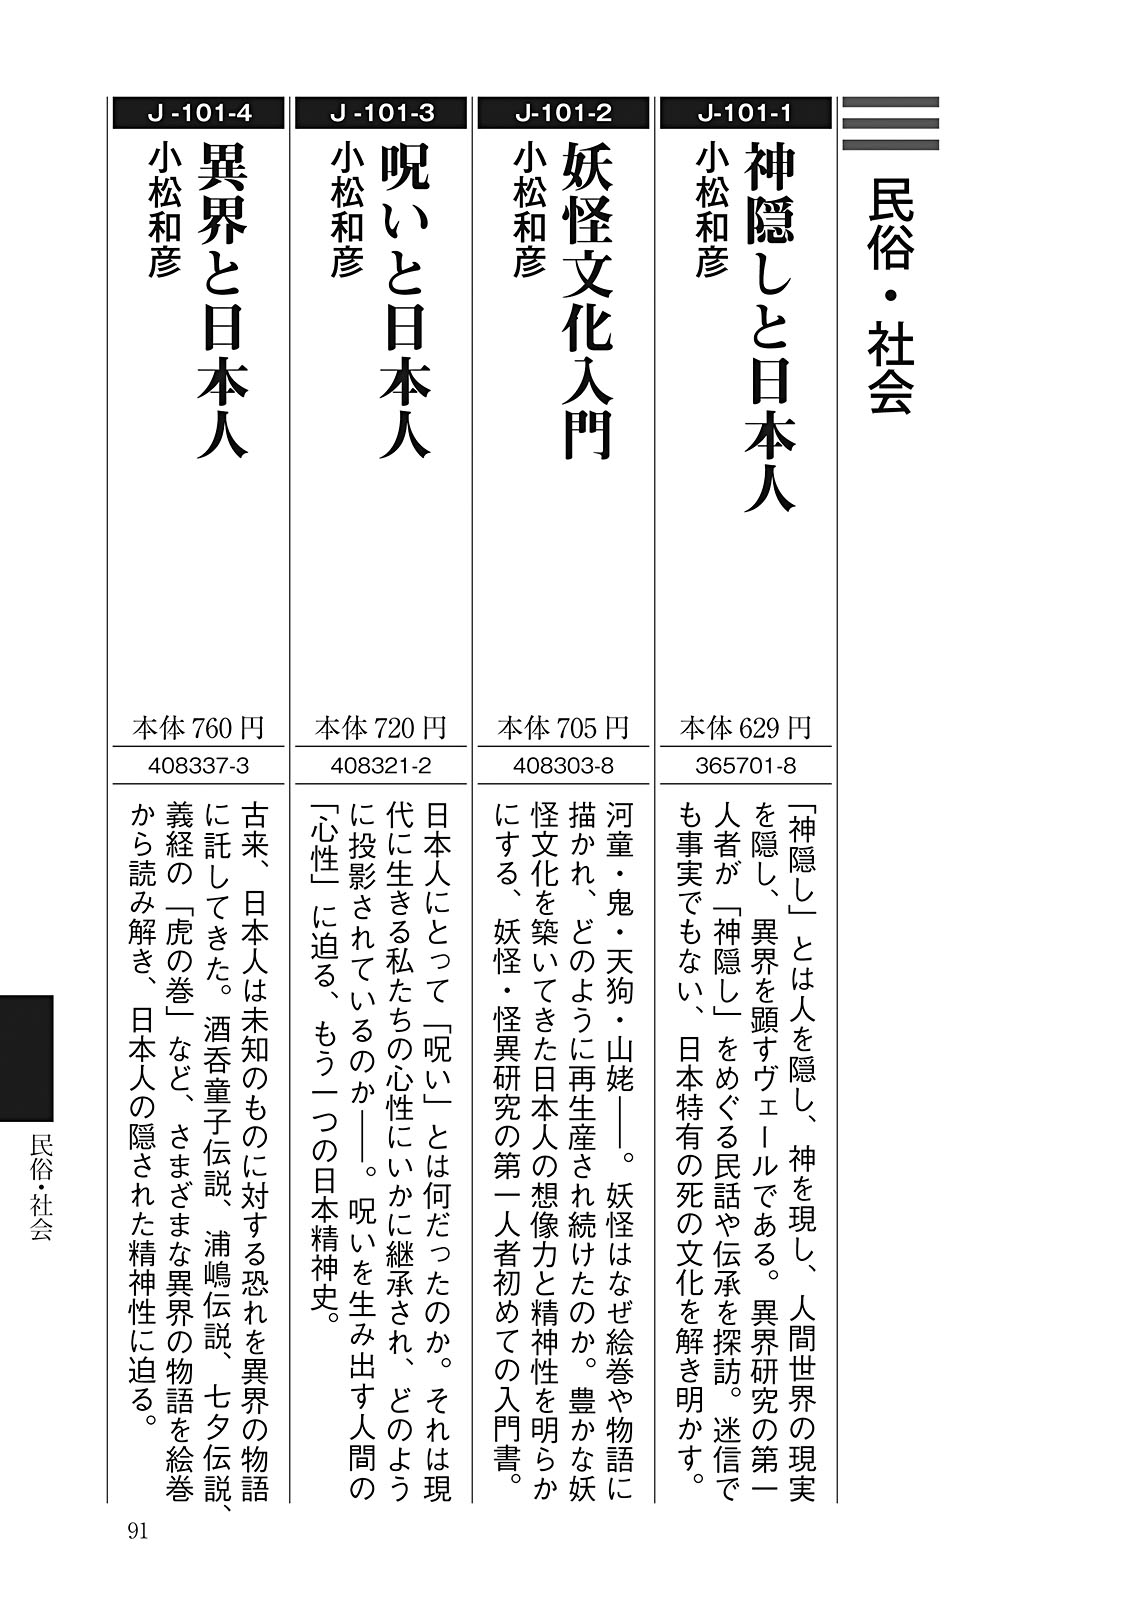 民俗・社会
J-101-1
神隠しと日本人
小松和彦
本体629円
365701-8
「神隠し」とは人を隠し、神を現し、人間世界の現実
を隠し、異界を顕すヴェールである。異界研究の第一
人者が「神隠し」をめぐる民話や伝承を探訪。迷信で
も事実でもない、日本特有の死の文化を解き明かす。
J-101-2
妖怪文化入門
小松和彦
本体705円
408303-8
河童・鬼・天狗・山姥――。妖怪はなぜ絵巻や物語に
描かれ、どのように再生産され続けたのか。豊かな妖
怪文化を築いてきた日本人の想像力と精神性を明らか
にする、妖怪・怪異研究の第一人者初めての入門書。
J-101-3
呪いと日本人
小松和彦
本体720円
408321-2
日本人にとって「呪い」とは何だったのか。それは現
代に生きる私たちの心性にいかに継承され、どのよう
に投影されているのか――。呪いを生み出す人間の
「心性」に迫る、もう一つの日本精神史。
J-101-4
異界と日本人
小松和彦
本体760円
408337-3
古来、日本人は未知のものに対する恐れを異界の物語
に託してきた。酒呑童子伝説、浦嶋伝説、七夕伝説、
義経の「虎の巻」など、さまざまな異界の物語を絵巻
から読み解き、日本人の隠された精神性に迫る。
民俗・社会
91